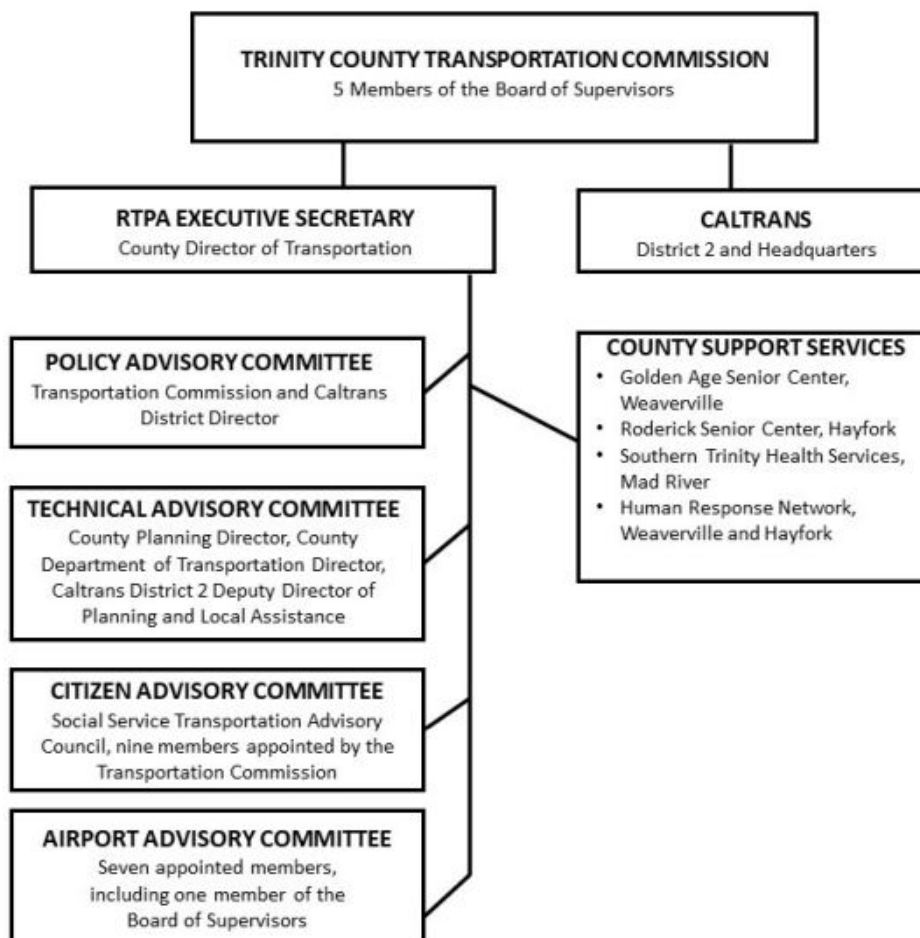 TRINITY COUNTY TRANSPORTATION COMMISSION
5 Members of the Board of Supervisors
RTPA EXECUTIVE SECRETARY
County Director of Transportation
CALTRANS
District 2 and Headquarters
POLICY ADVISORY COMMITTEE
Transportation Commission and Caltrans
District Director
COUNTY SUPPORT SERVICES
• Golden Age Senior Center,
Weaverville
• Roderick Senior Center, Hayfork
• Southern Trinity Health Services,
Mad River
• Human Response Network,
Weaverville and Hayfork
TECHNICAL ADVISORY COMMITTEE
County Planning Director, County
Department of Transportation Director,
Caltrans District 2 Deputy Director of
Planning and Local Assistance
CITIZEN ADVISORY COMMITTEE
Social Service Transportation Advisory
Council, nine members appointed by the
Transportation Commission
AIRPORT ADVISORY COMMITTEE
Seven appointed members,
including one member of the
Board of Supervisors